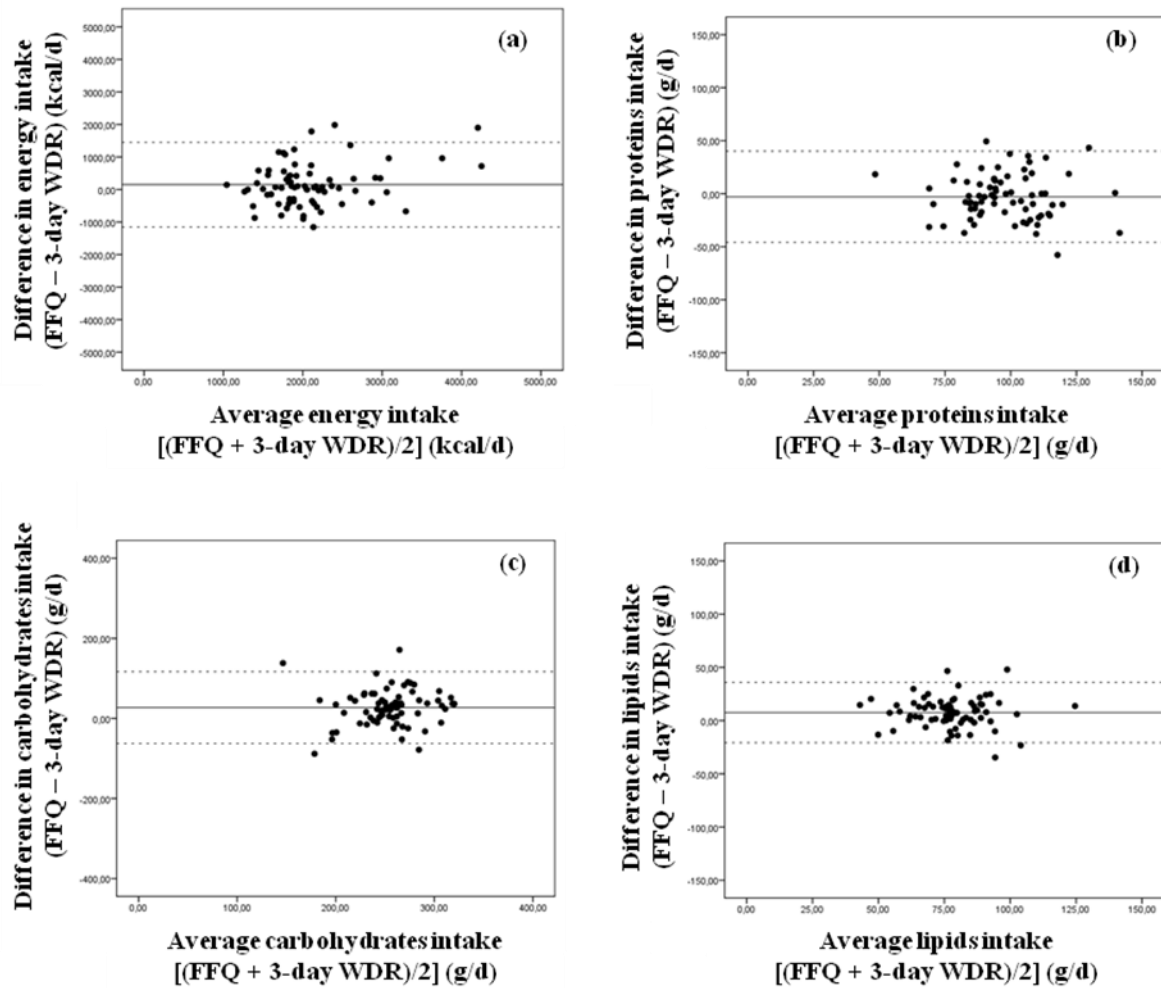 (a)
Difference in energy intake
(FFQ – 3-day WDR) (kcal/d)
5000,00
4000,00
3000,00
2000,00
1000,00
0,00
-1000,00
-2000,00
-3000,00
-4000,00
-5000,00
0,00 1000,00 2000,00 3000,00 4000,00 5000,00
Average energy intake
[(FFQ + 3-day WDR)/2] (kcal/d)
(b)
Difference in proteins intake
(FFQ – 3-day WDR) (g/d)
150,00
100,00
50,00
0,00
-50,00
-100,00
-150,00
0,00 25,00 50,00 75,00 100,00 125,00 150,00
Average proteins intake
[(FFQ + 3-day WDR)/2] (g/d)
(c)
Difference in carbohydrates intake
(FFQ – 3-day WDR) (g/d)
400,00
200,00
0,00
-200,00
-400,00
0,00 100,00 200,00 300,00 400,00
Average carbohydrates intake
[(FFQ + 3-day WDR)/2] (g/d)
(d)
Difference in lipids intake
(FFQ – 3-day WDR) (g/d)
150,00
100,00
50,00
0,00
-50,00
-100,00
-150,00
0,00 25,00 50,00 75,00 100,00 125,00 150,00
Average lipids intake
[(FFQ + 3-day WDR)/2] (g/d)